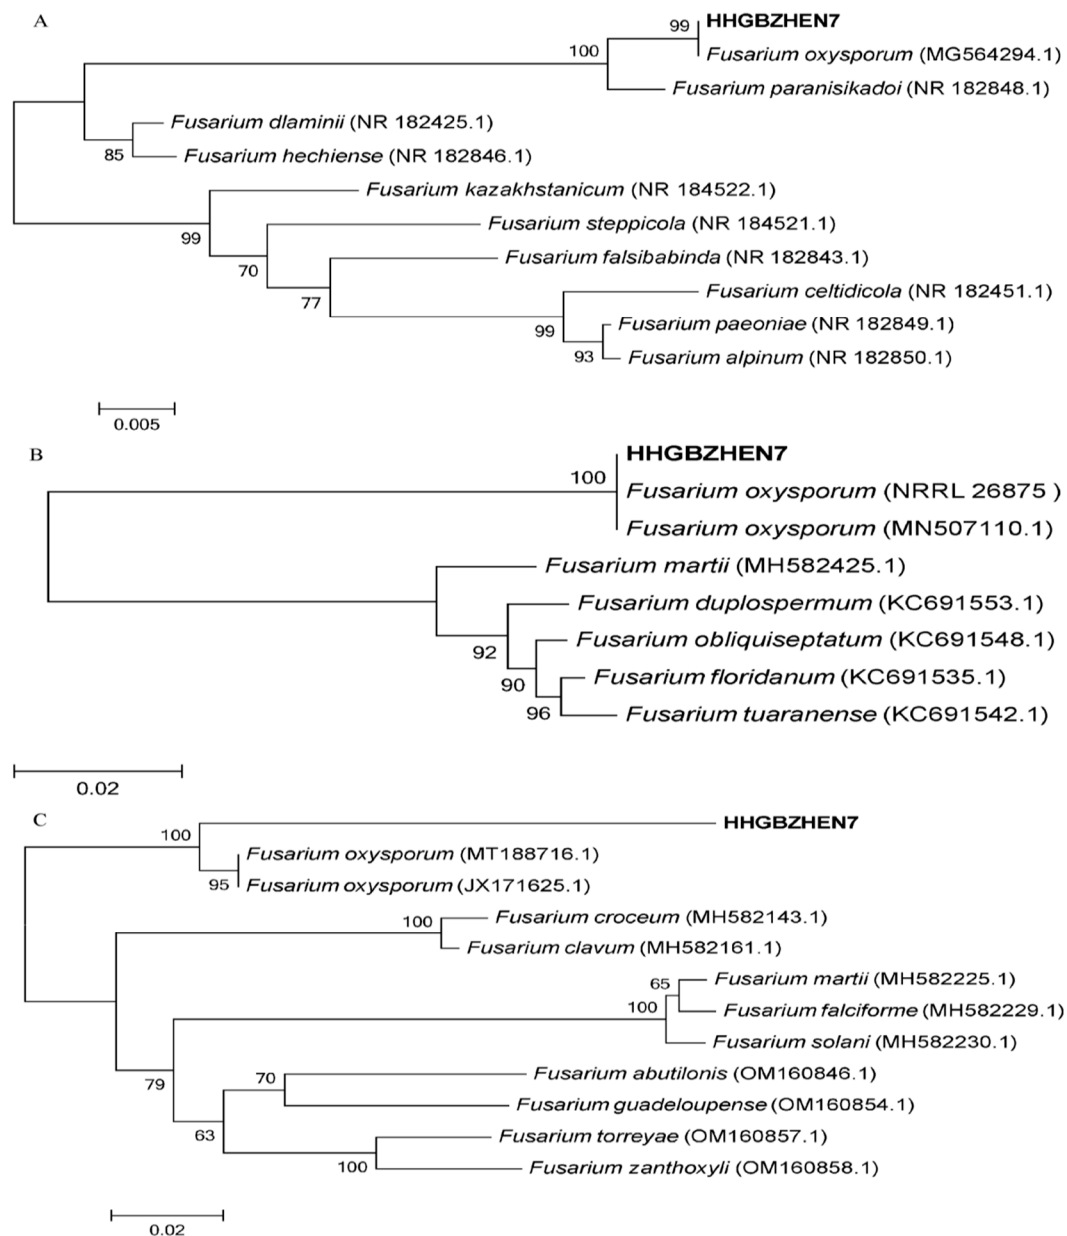 A
99
HHGBZHEN7
100
Fusarium oxysporum (MG564294.1)
Fusarium paranisikadoi (NR 182848.1)
Fusarium dlaminii (NR 182425.1)
85
Fusarium hechiense (NR 182846.1)
Fusarium kazakhstanicum (NR 184522.1)
99
Fusarium steppicola (NR 184521.1)
70
Fusarium falsibabinda (NR 182843.1)
77
Fusarium celtidicola (NR 182451.1)
99
Fusarium paeoniae (NR 182849.1)
93
Fusarium alpinum (NR 182850.1)
0.005
B
HHGBZHEN7
100
Fusarium oxysporum (NRRL 26875 )
Fusarium oxysporum (MN507110.1)
Fusarium martii (MH582425.1)
Fusarium duplospermum (KC691553.1)
92
Fusarium obliquiseptatum (KC691548.1)
90
Fusarium floridanum (KC691535.1)
96
Fusarium tuaranense (KC691542.1)
0.02
C
HHGBZHEN7
100
Fusarium oxysporum (MT188716.1)
95
Fusarium oxysporum (JX171625.1)
100
Fusarium croceum (MH582143.1)
Fusarium clavum (MH582161.1)
65
Fusarium martii (MH582225.1)
100
Fusarium falciforme (MH582229.1)
Fusarium solani (MH582230.1)
79
70
Fusarium abutilonis (OM160846.1)
Fusarium guadeloupense (OM160854.1)
63
Fusarium torreyae (OM160857.1)
100
Fusarium zanthoxyli (OM160858.1)
0.02